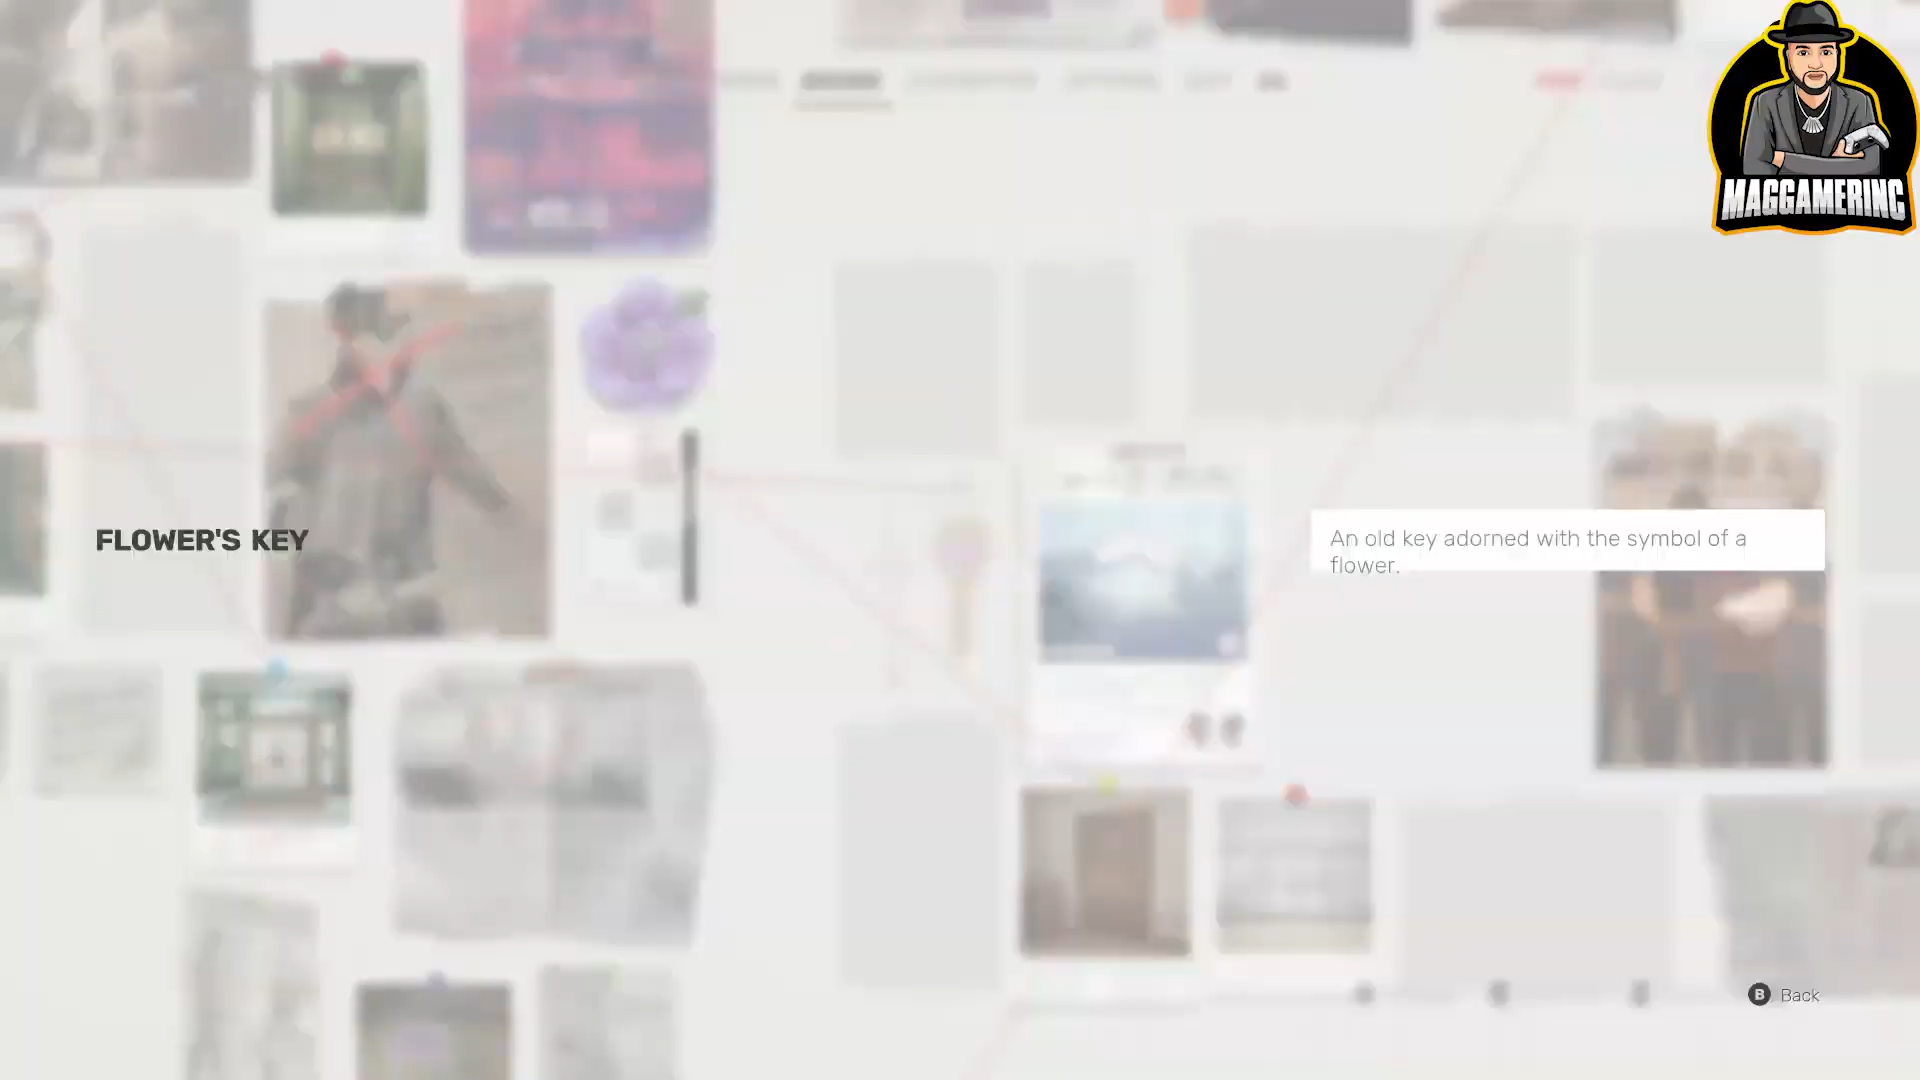 MAGGAMERINC
FLOWER'S KEY
An old key adorned with the symbol of a
flower.
B Back